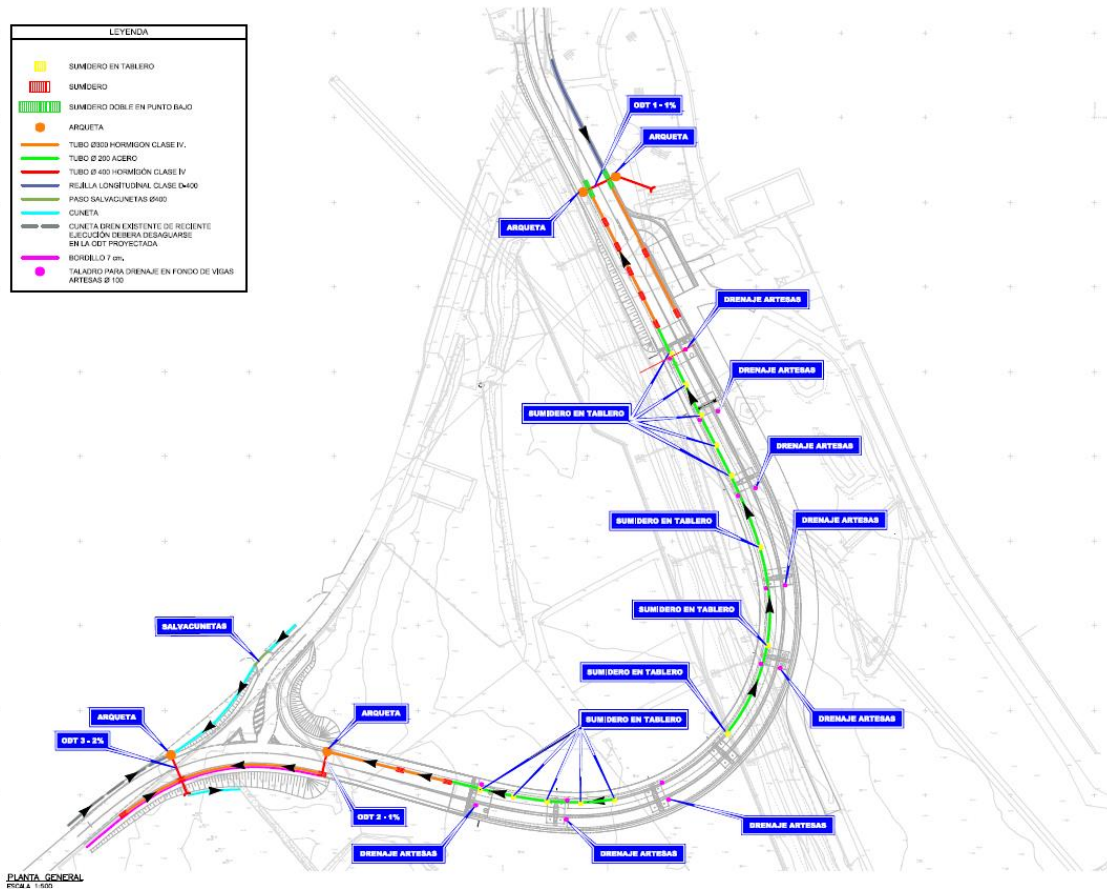 LEYENDA
SUMIDERO EN TABLERO
SUMIDERO
SUMIDERO DOBLE EN PUNTO BAJO
ARQUETA
TUBO Ø300 HORMIGON CLASE IV.
TUBO Ø 200 ACERO
TUBO Ø 400 HORMIGÓN CLASE IV
REJILLA LONGITUDINAL CLASE D-400
PASO SALVACUNETAS Ø400
CUNETA
CUNETA DREN EXISTENTE DE RECIENTE
EJECUCIÓN DEBERA DESAGUARSE
EN LA ODT PROYECTADA
BORDILLO 7 cm.
TALADRO PARA DRENAJE EN FONDO DE VIGAS
ARTESAS Ø 100
ODT 1 - 1%
ARQUETA
ARQUETA
DRENAJE ARTESAS
DRENAJE ARTESAS
SUMIDERO EN TABLERO
DRENAJE ARTESAS
SUMIDERO EN TABLERO
DRENAJE ARTESAS
SUMIDERO EN TABLERO
SALVACUNETAS
SUMIDERO EN TABLERO
ARQUETA
ARQUETA
SUMIDERO EN TABLERO
DRENAJE ARTESAS
ODT 3 - 2%
ODT 2 - 1%
DRENAJE ARTESAS
DRENAJE ARTESAS
DRENAJE ARTESAS
PLANTA GENERAL
ESCALA 1:500